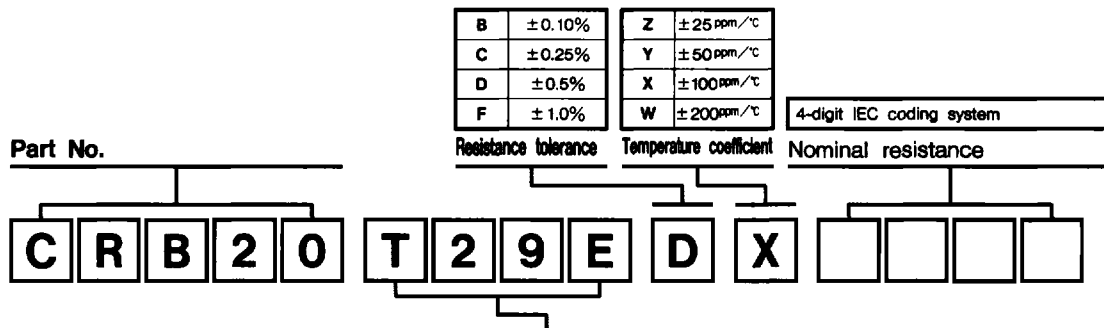 B ±0.10%
C ±0.25%
D ±0.5%
F ±1.0%
Z ±25ppm/℃
Y ±50ppm/℃
X ±100ppm/℃
W ±200ppm/℃
4-digit IEC coding system
Part No.
Resistance tolerance
Temperature coefficient
Nominal resistance
C R B 2 0 T 2 9 E D X